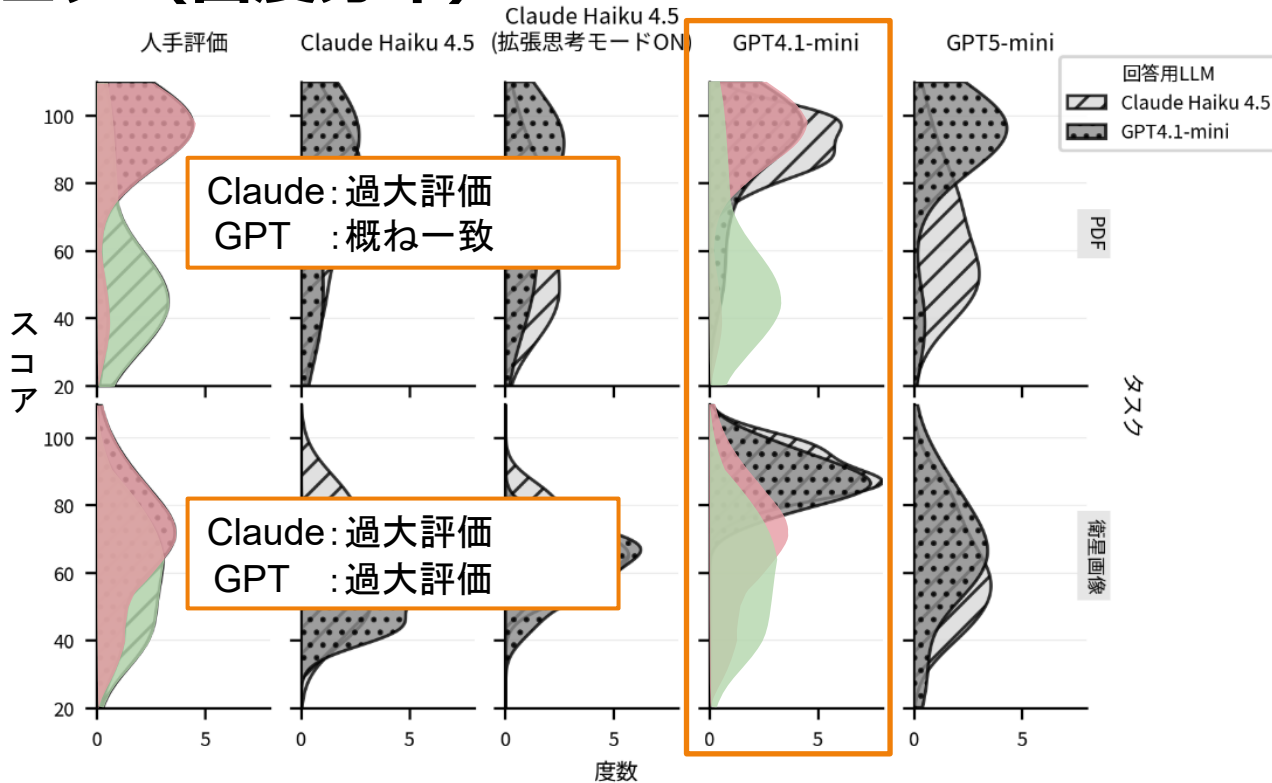 人手評価
Claude Haiku 4.5
Claude Haiku 4.5
(拡張思考モードON)
GPT4.1-mini
GPT5-mini
回答用LLM
Claude Haiku 4.5
GPT4.1-mini
100
80
60
40
20
Claude:過大評価
GPT :概ね一致
PDF
スコア
タスク
100
80
60
40
20
Claude:過大評価
GPT :過大評価
衛星画像
0 5 0 5 0 5 0 5 0 5
度数